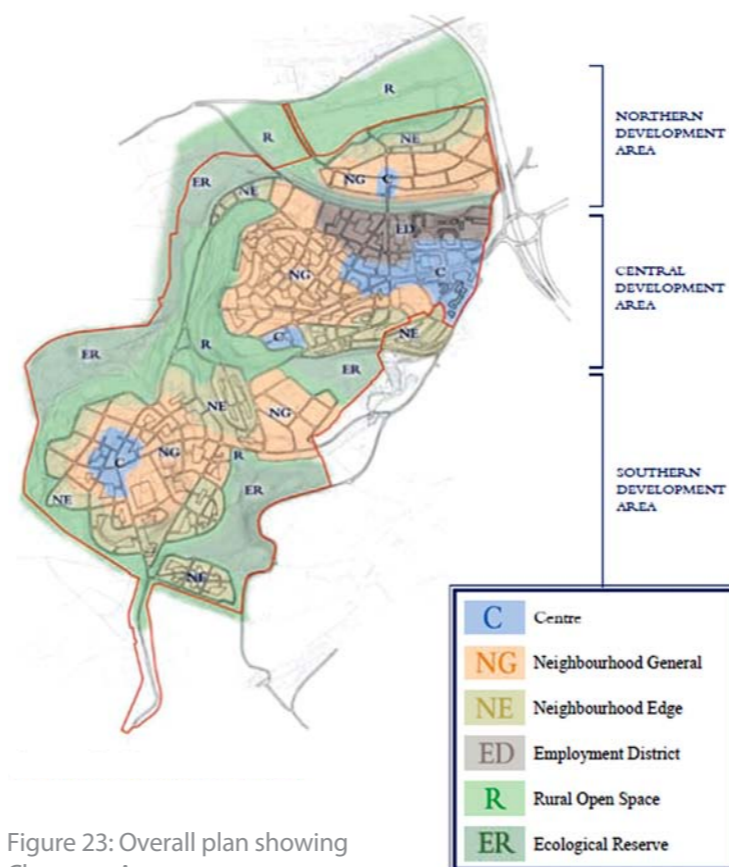 R
NORTHERN
DEVELOPMENT
AREA
R
NE
ER
NG
C
NE
ED
CENTRAL
DEVELOPMENT
AREA
NG
C
C
NE
R
ER
ER
NE
NG
C
NG
R
SOUTHERN
DEVELOPMENT
AREA
ER
NE
NE
C Centre
NG Neighbourhood General
NE Neighbourhood Edge
ED Employment District
R Rural Open Space
ER Ecological Reserve
Figure 23: Overall plan showing